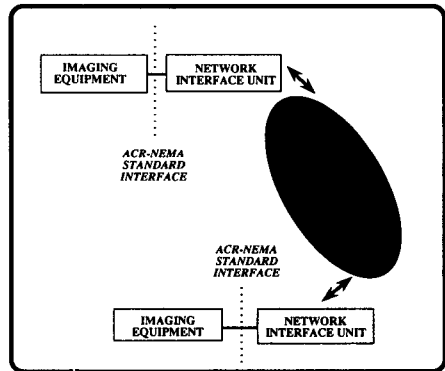 IMAGING
EQUIPMENT
NETWORK
INTERFACE UNIT
ACR-NEMA
STANDARD
INTERFACE
ACR-NEMA
STANDARD
INTERFACE
IMAGING
EQUIPMENT
NETWORK
INTERFACE UNIT